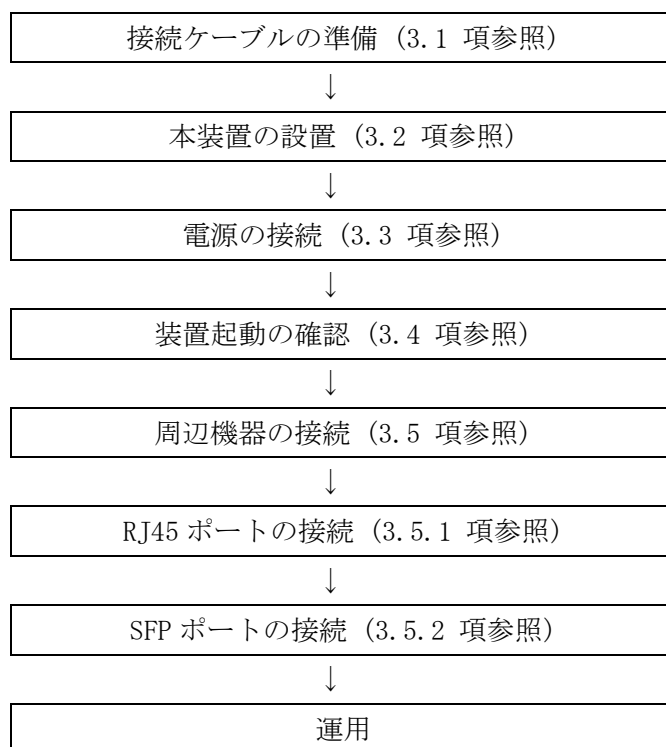 接続ケーブルの準備 (3.1 項参照)
↓
本装置の設置 (3.2 項参照)
↓
電源の接続 (3.3 項参照)
↓
装置起動の確認 (3.4 項参照)
↓
周辺機器の接続 (3.5 項参照)
↓
RJ45 ポートの接続 (3.5.1 項参照)
↓
SFP ポートの接続 (3.5.2 項参照)
↓
運用